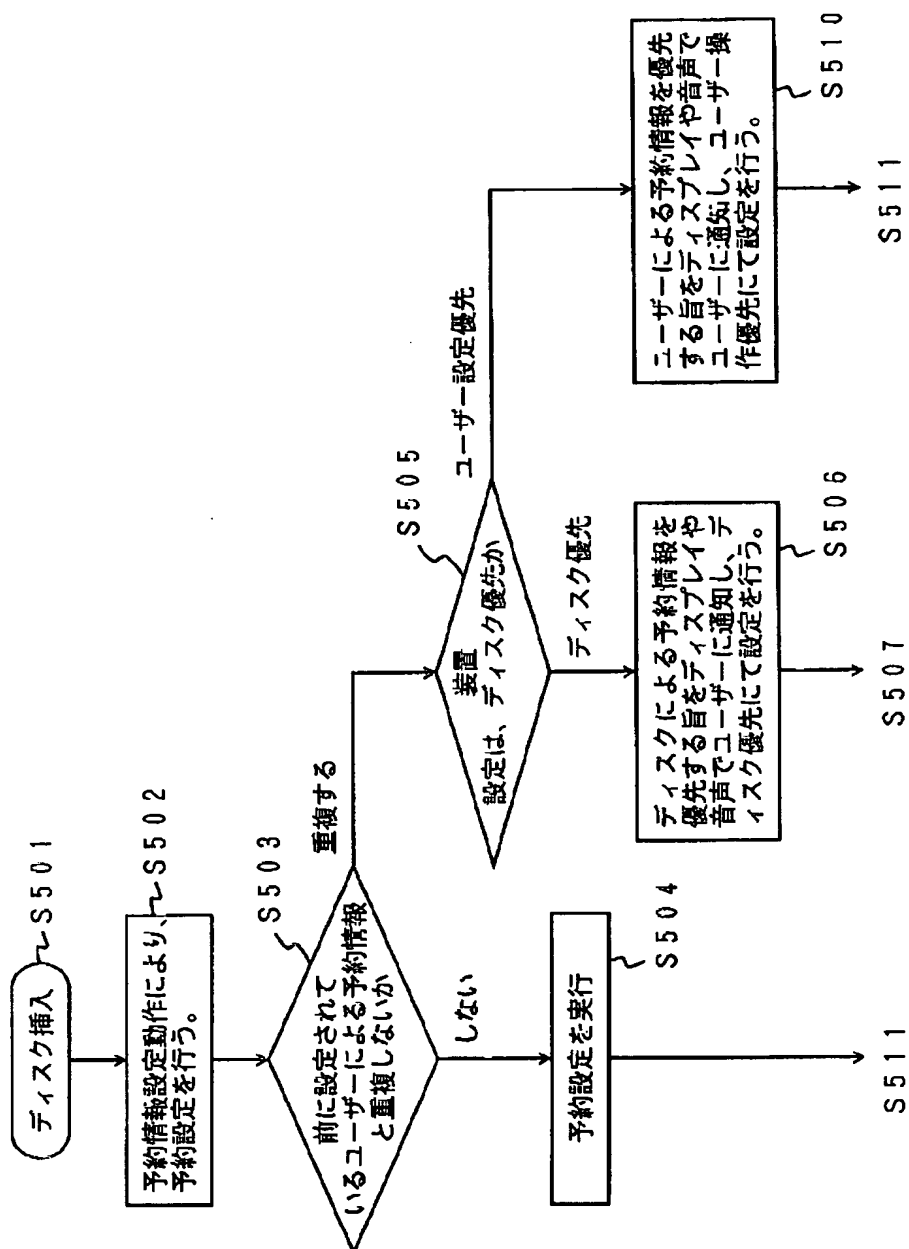 ディスク挿入
S501
予約情報設定動作により、
予約設定を行う。
S502
前に設定されて
いるユーザーによる予約情報
と重複しないか
S503
重複する
しない
予約設定を実行
S504
S511
装置
設定は、ディスク優先か
S505
ユーザー設定優先
ディスク優先
ディスクによる予約情報を
優先する旨をディスプレイや
音声でユーザーに通知し、デ
ィスク優先にて設定を行う。
S506
S507
ユーザーによる予約情報を優先
する旨をディスプレイや音声で
ユーザーに通知し、ユーザー操
作優先にて設定を行う。
S510
S511